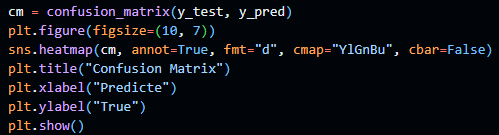 cm = confusion_matrix(y_test, y_pred)
plt.figure(figsize=(10, 7))
sns.heatmap(cm, annot=True, fmt="d", cmap="YlGnBu", cbar=False)
plt.title("Confusion Matrix")
plt.xlabel("Predicte")
plt.ylabel("True")
plt.show()